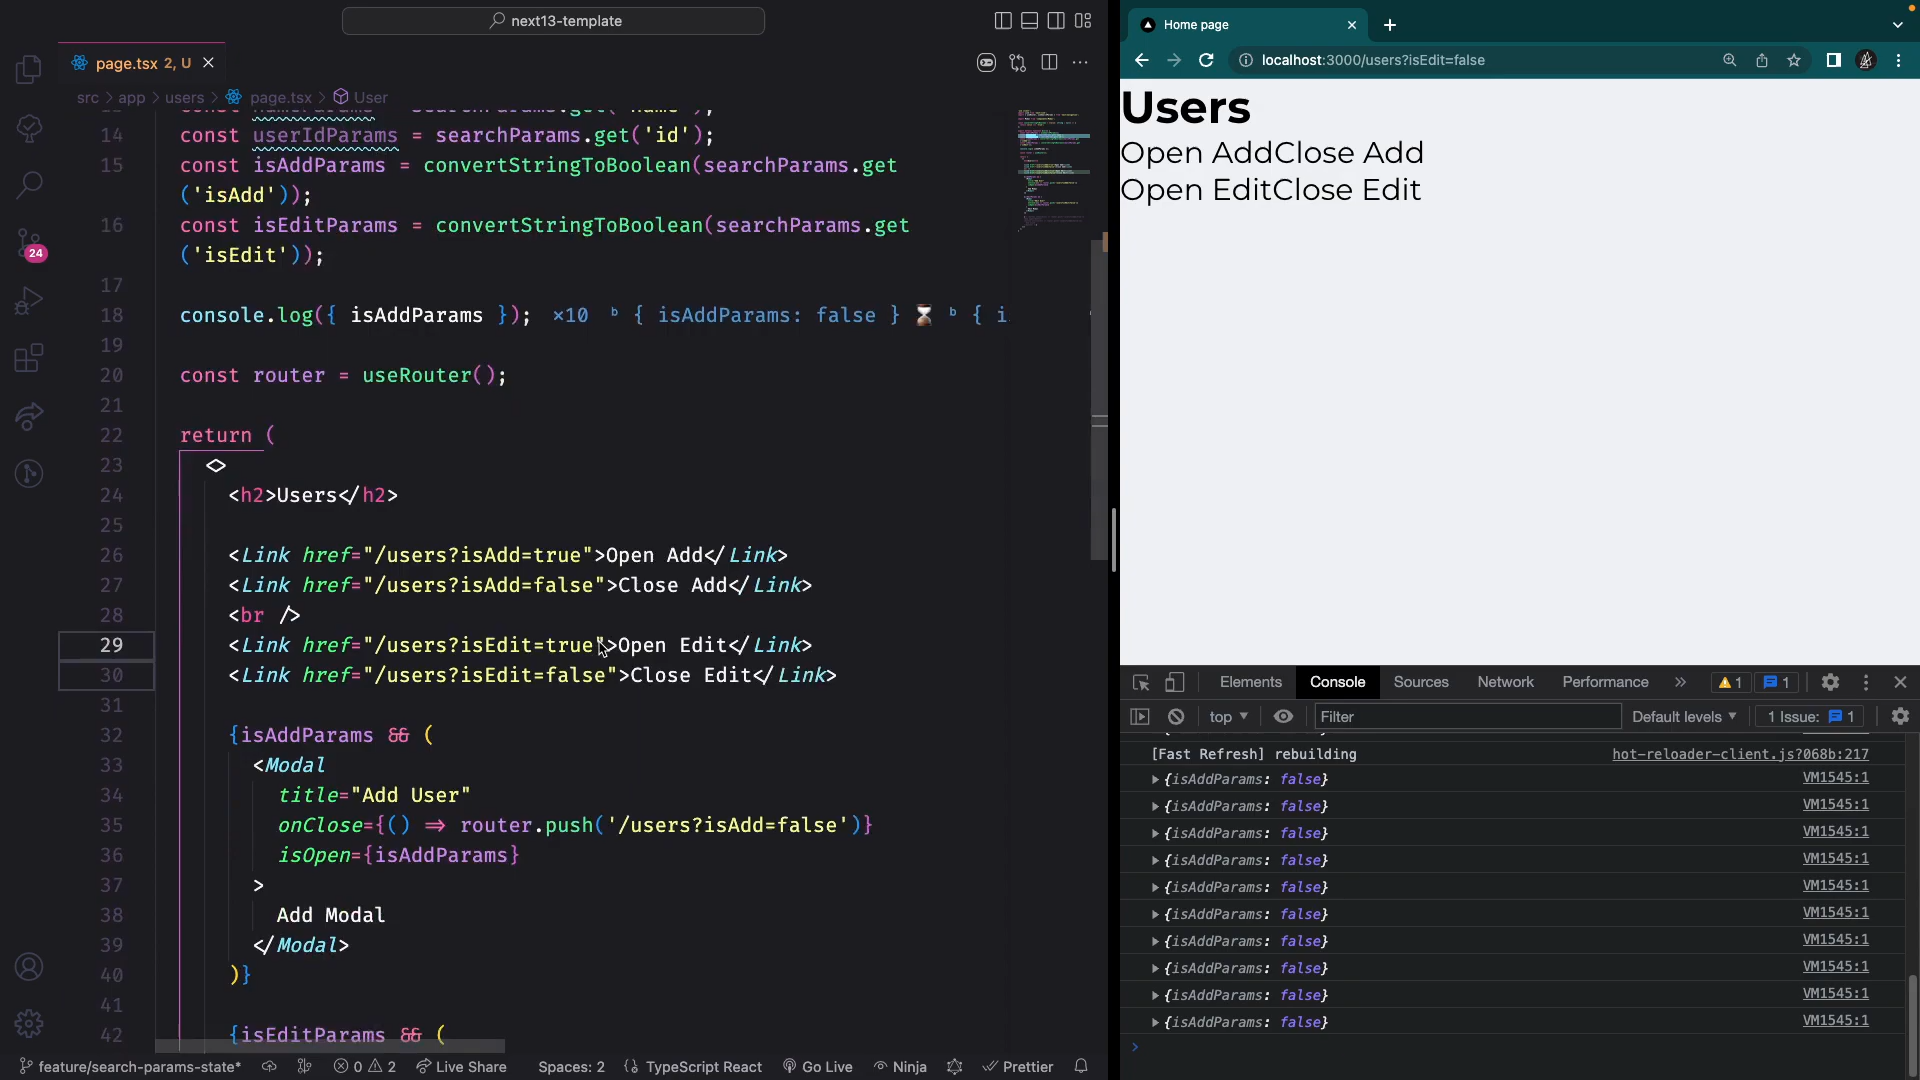 next13-template
page.tsx 2, U
src > app > users > page.tsx > User
14 const userIdParams = searchParams.get('id');
15 const isAddParams = convertStringToBoolean(searchParams.get
('isAdd'));
16 const isEditParams = convertStringToBoolean(searchParams.get
('isEdit'));
17
18 console.log({ isAddParams }); ×10 ᵇ { isAddParams: false } ⏳ ᵇ { i
19
20 const router = useRouter();
21
22 return (
23 <>
24 <h2>Users</h2>
25
26 <Link href="/users?isAdd=true">Open Add</Link>
27 <Link href="/users?isAdd=false">Close Add</Link>
28 <br />
29 <Link href="/users?isEdit=true">Open Edit</Link>
30 <Link href="/users?isEdit=false">Close Edit</Link>
31
32 {isAddParams && (
33 <Modal
34 title="Add User"
35 onClose={() => router.push('/users?isAdd=false')}
36 isOpen={isAddParams}
37 >
38 Add Modal
39 </Modal>
40 )}
41
42 {isEditParams && (
24
feature/search-params-state* 0 2 Live Share Spaces: 2 {} TypeScript React Go Live Ninja Prettier
Home page
localhost:3000/users?isEdit=false
Users
Open AddClose Add
Open EditClose Edit
Elements Console Sources Network Performance » 1 1
top Filter Default levels 1 Issue: 1
[Fast Refresh] rebuilding hot-reloader-client.js?068b:217
{isAddParams: false} VM1545:1
{isAddParams: false} VM1545:1
{isAddParams: false} VM1545:1
{isAddParams: false} VM1545:1
{isAddParams: false} VM1545:1
{isAddParams: false} VM1545:1
{isAddParams: false} VM1545:1
{isAddParams: false} VM1545:1
{isAddParams: false} VM1545:1
{isAddParams: false} VM1545:1
>